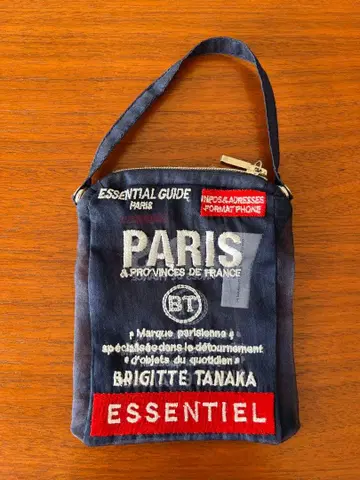 ESSENTIAL GUIDE
PARIS
INFOS&ADRESSES
-FORMAT PHONE
PARIS
& PROVINCES DE FRANCE
BT
Marque parisienne
spécialisée dans le détournement
d'objets du quotidien
BRIGITTE TANAKA
ESSENTIEL